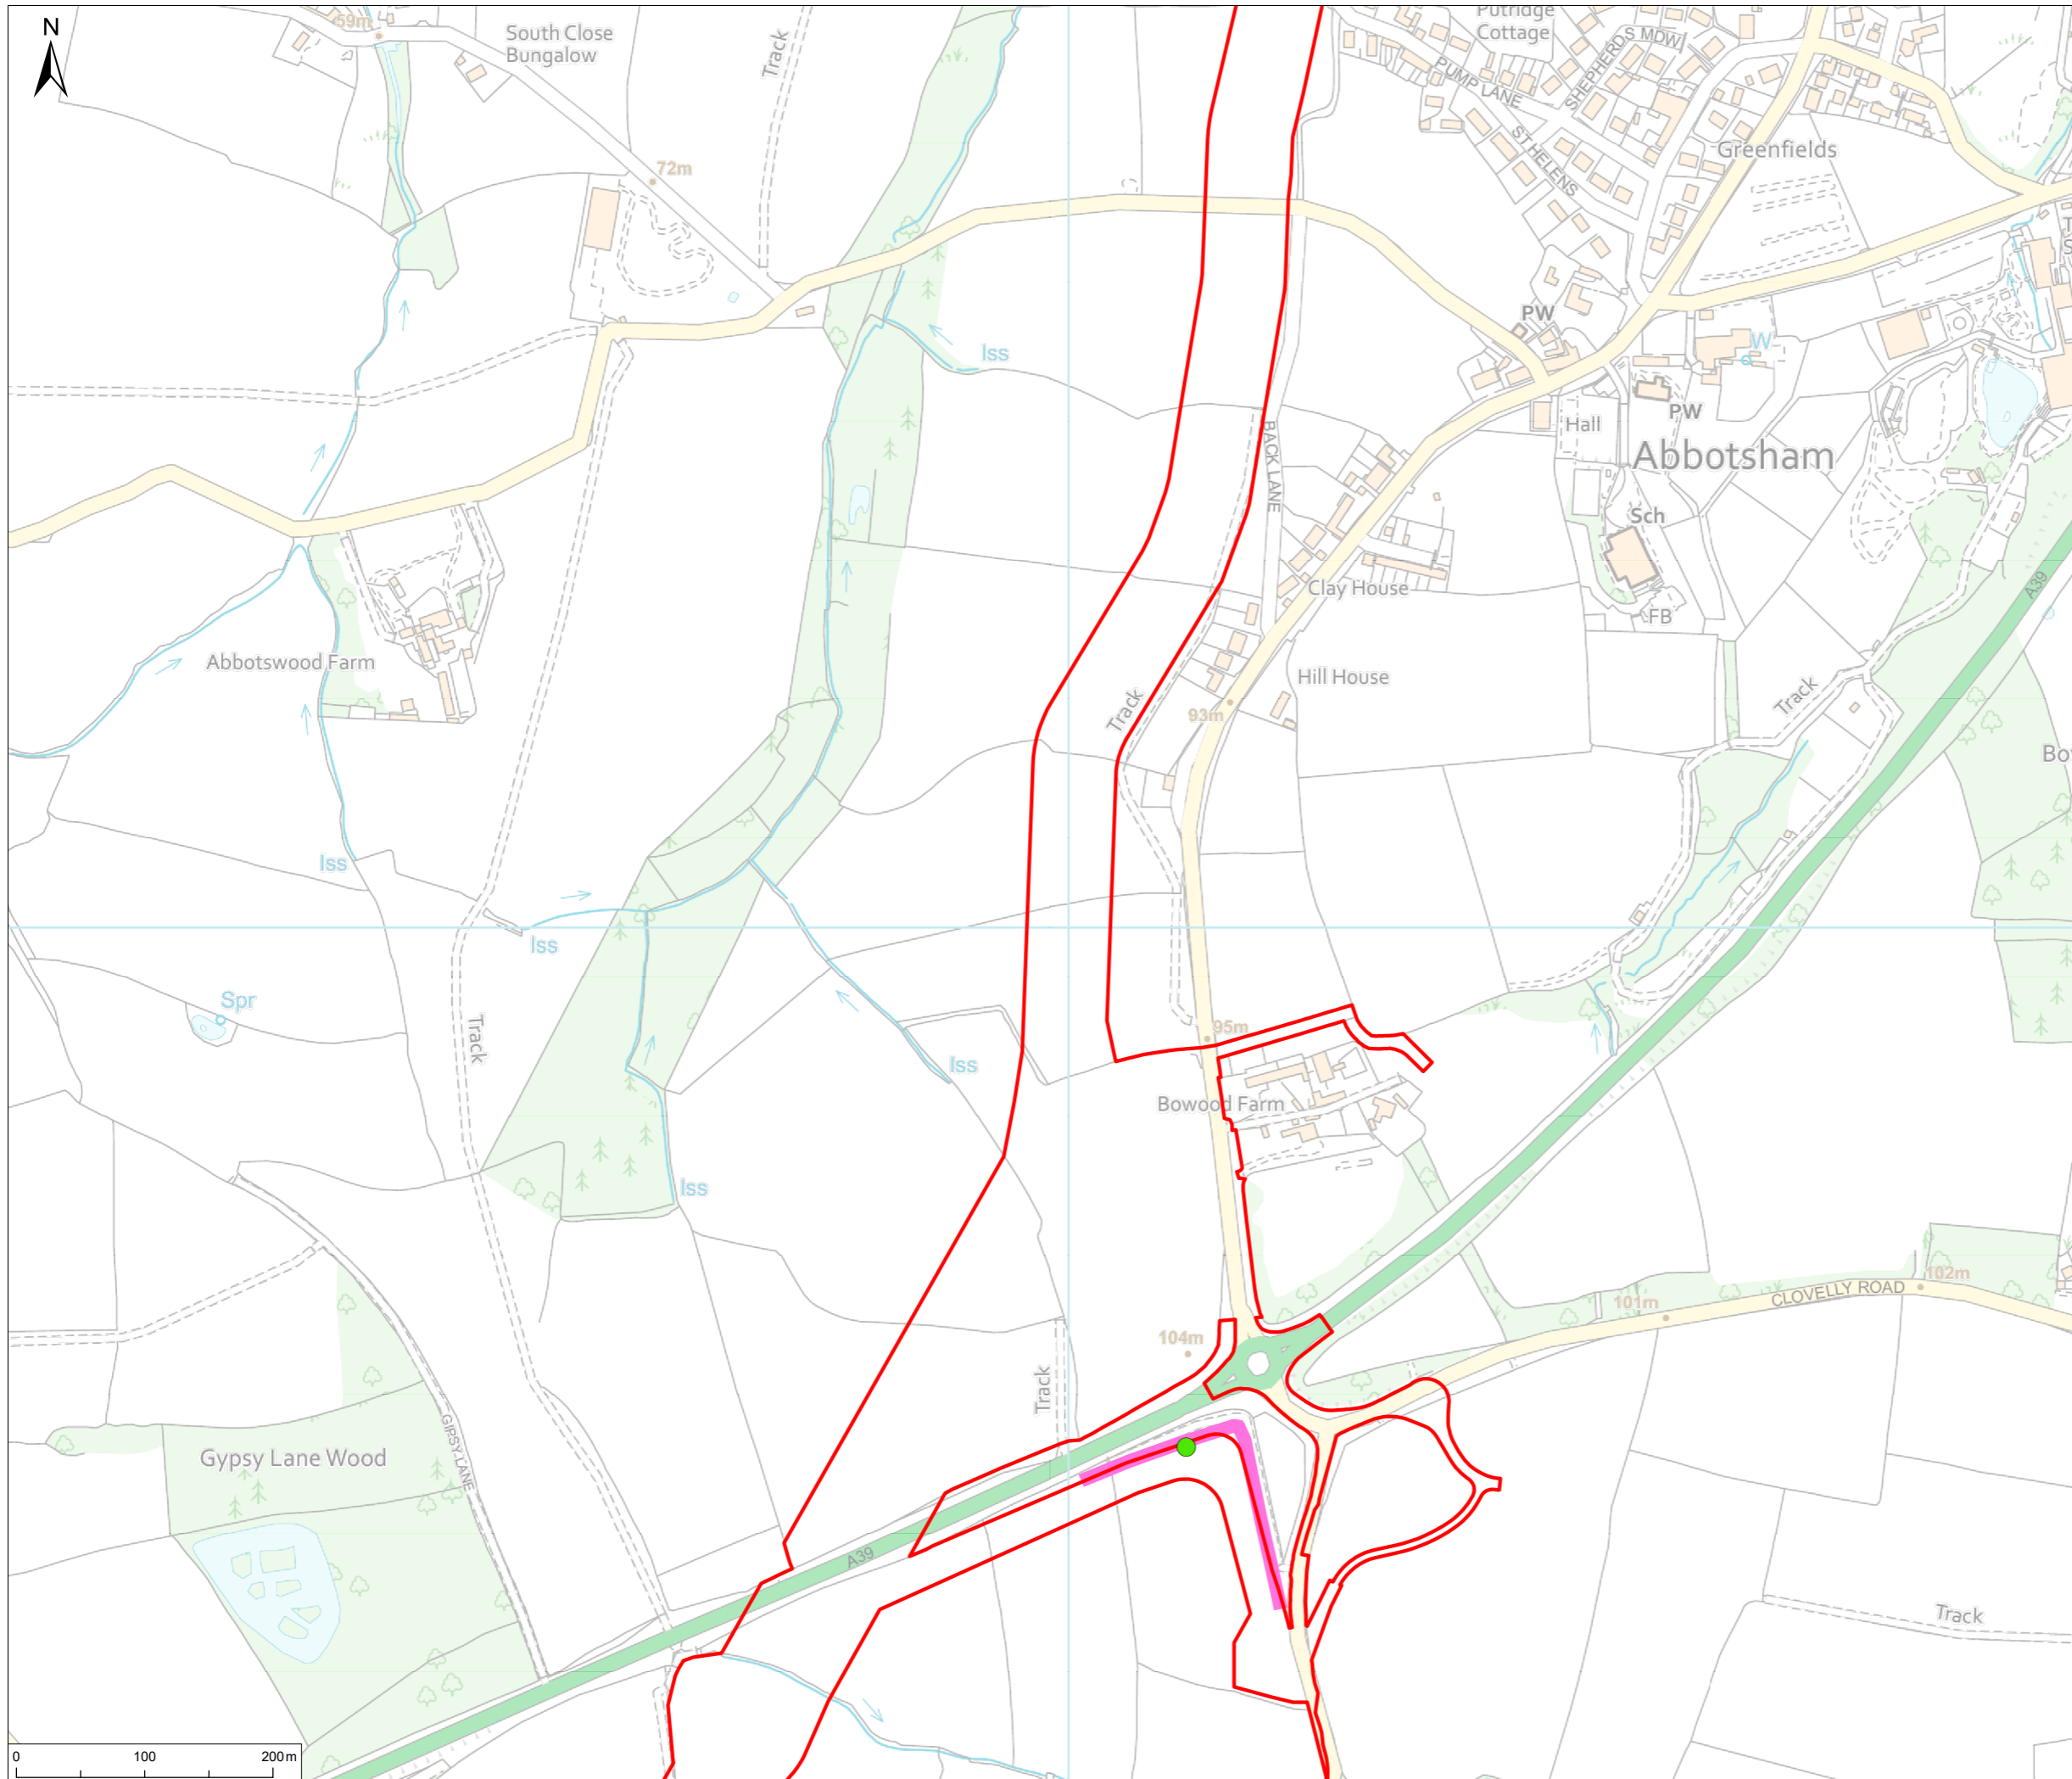 N
59m
South Close
Bungalow
Track
Putridge
Cottage
SHEPHERDS MDW
PUMP LANE
ST HELENS
Greenfields
72m
PW
Iss
W
PW
Hall
Abbotsham
BACK LANE
Sch
Clay House
FB
A39
Abbotswood Farm
Hill House
Track
93m
Track
Bo
Iss
Iss
Spr
Track
95m
Iss
Bowood Farm
Iss
102m
CLOVELLY ROAD
101m
104m
Track
GIPSY LANE
Gypsy Lane Wood
A39
Track
0 100 200m